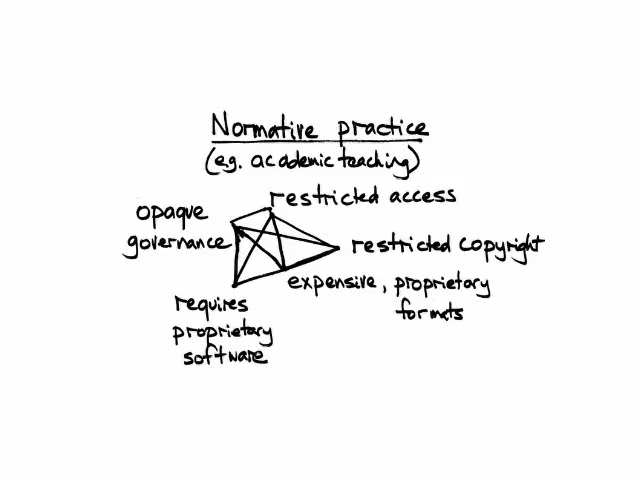 Normative practice
(eg. academic teaching)
restricted access
opaque
governance
restricted copyright
expensive, proprietary
formats
requires
proprietary
software